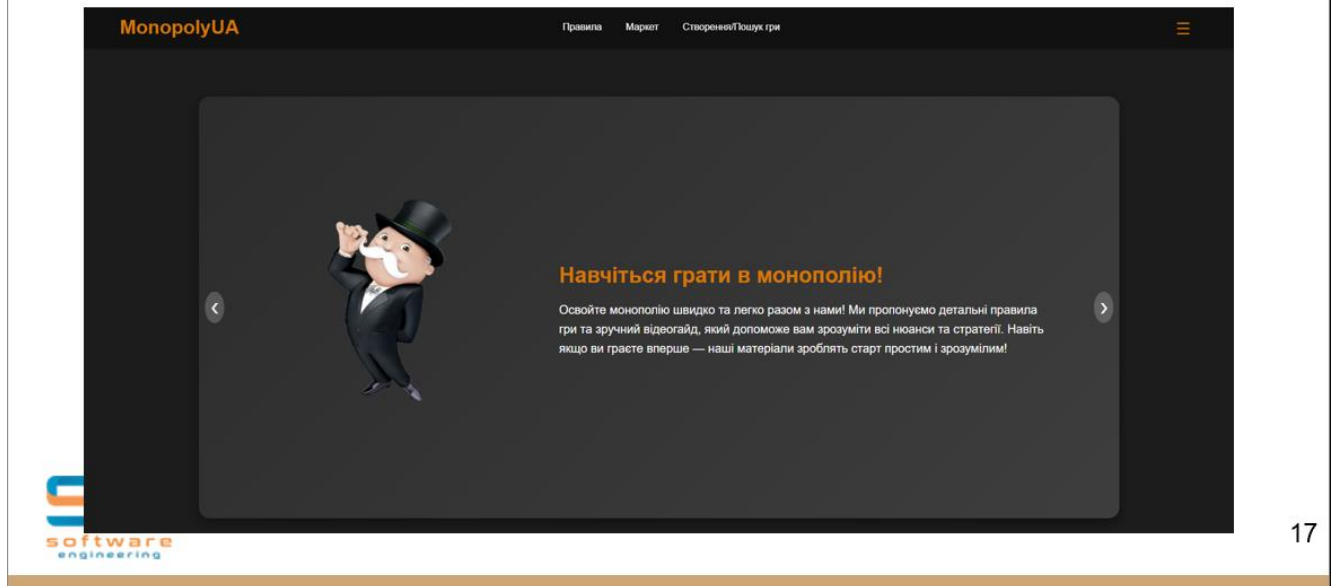 MonopolyUA
Правила Маркет Створення/Пошук гри
Навчіться грати в монополію!
Освойте монополію швидко та легко разом з нами! Ми пропонуємо детальні правила
гри та зручний відеогайд, який допоможе вам зрозуміти всі нюанси та стратегії. Навіть
якщо ви граєте вперше — наші матеріали зроблять старт простим і зрозумілим!
software
engineering
17